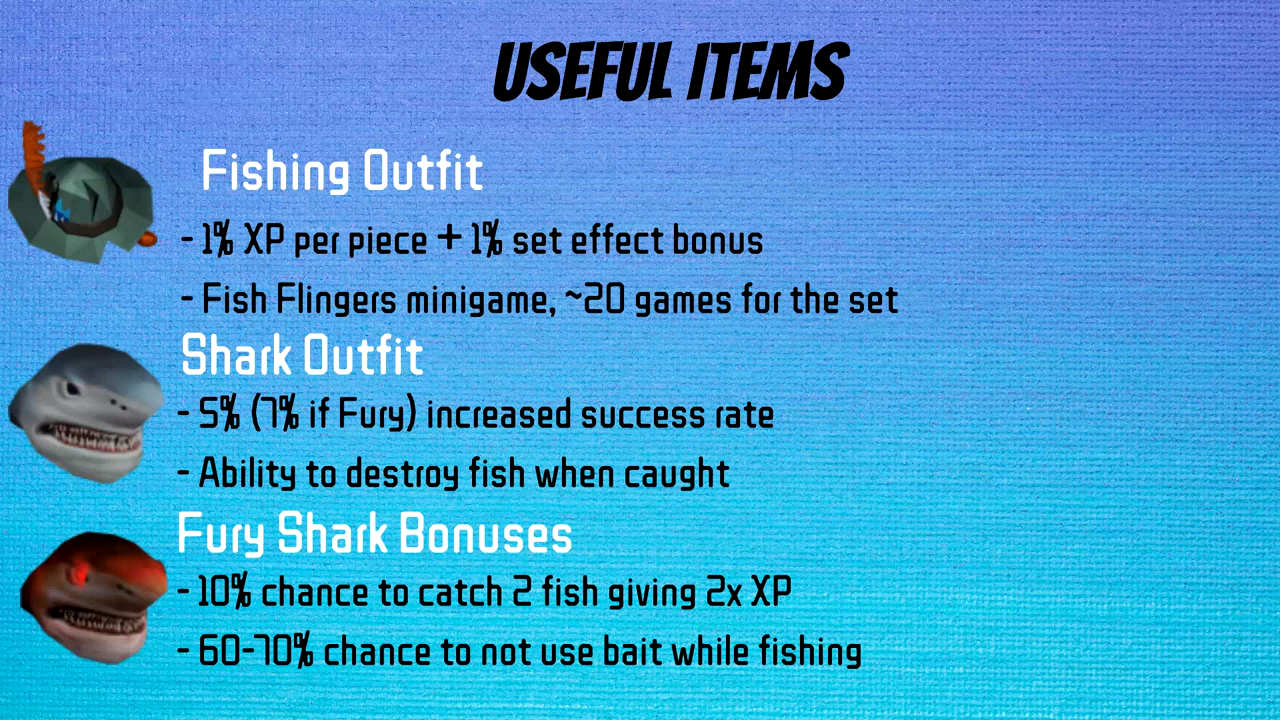 USEFUL ITEMS
Fishing Outfit
- 1% XP per piece + 1% set effect bonus
- Fish Flingers minigame, ~20 games for the set
Shark Outfit
- 5% (7% if Fury) increased success rate
- Ability to destroy fish when caught
Fury Shark Bonuses
- 10% chance to catch 2 fish giving 2x XP
- 60-70% chance to not use bait while fishing